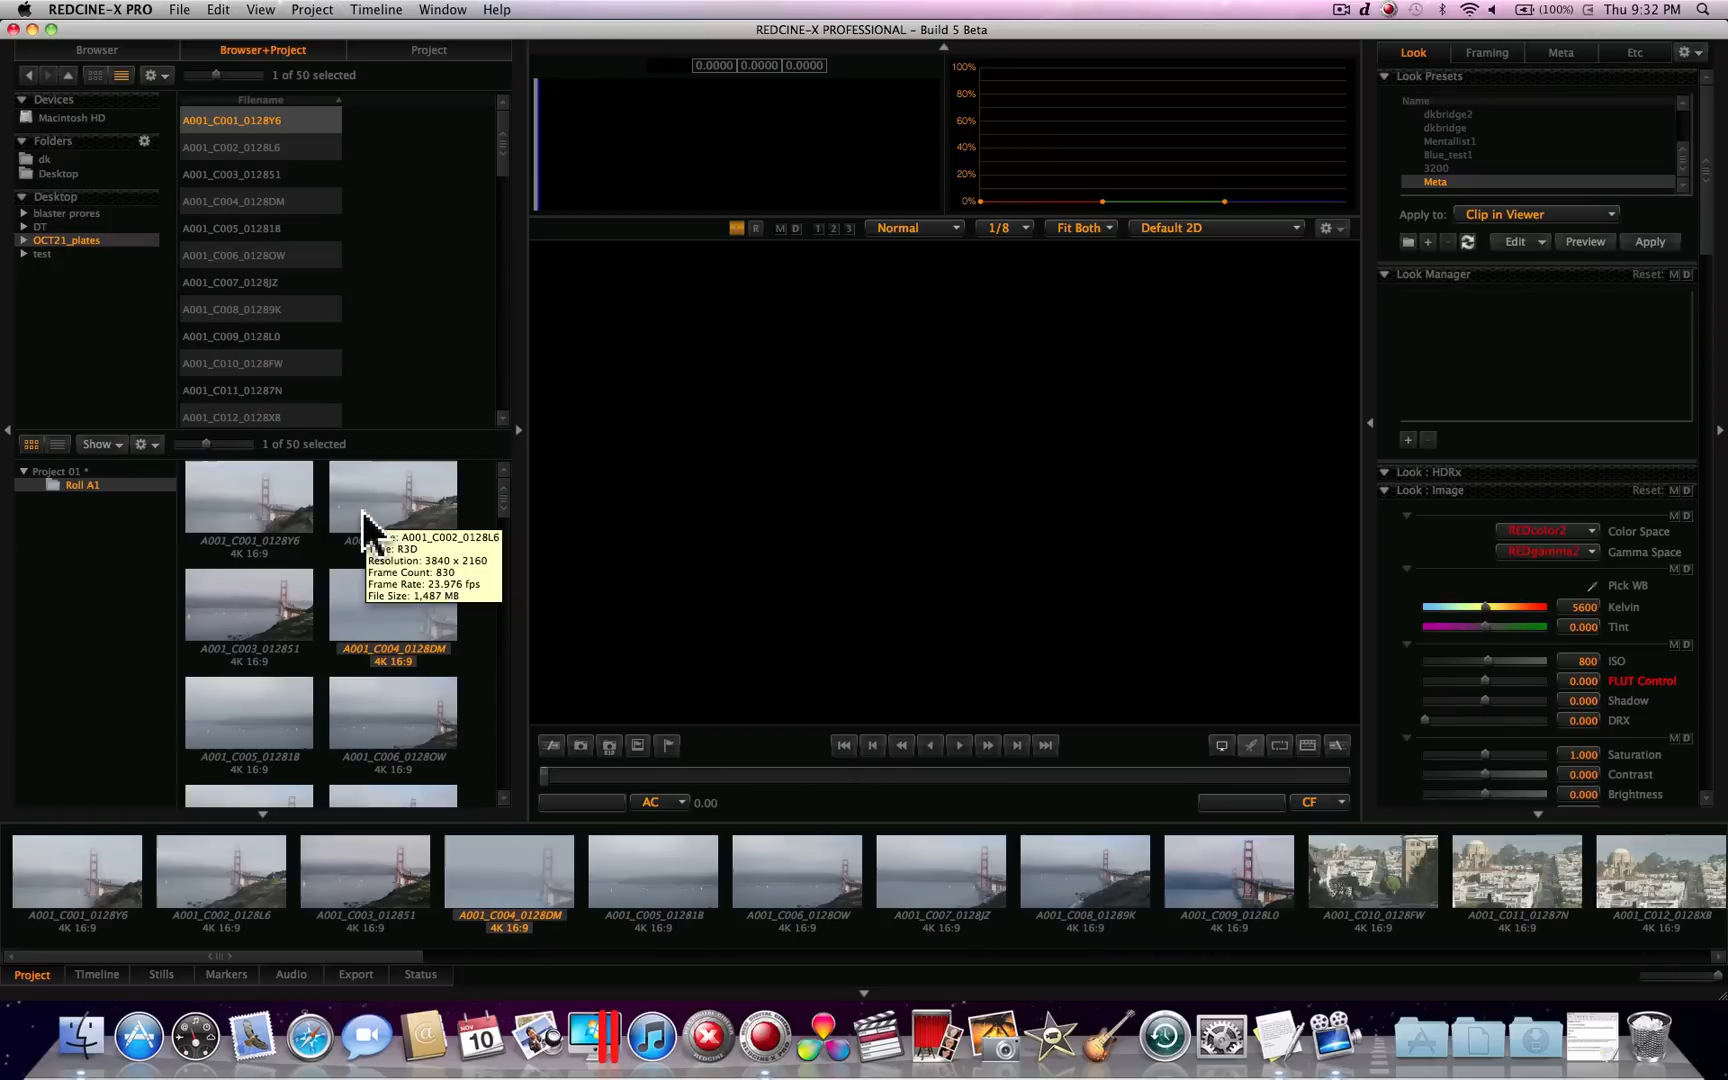 REDCINE-X PRO File Edit View Project Timeline Window Help
(100%) Thu 9:32 PM
REDCINE-X PROFESSIONAL - Build 5 Beta
Browser Browser+Project Project
1 of 50 selected
Devices
Macintosh HD
Folders
dk
Desktop
Desktop
blaster prores
DT
OCT21_plates
test
Filename
A001_C001_0128Y6
A001_C002_0128L6
A001_C003_012851
A001_C004_0128DM
A001_C005_01281B
A001_C006_0128OW
A001_C007_0128JZ
A001_C008_01289K
A001_C009_0128L0
A001_C010_0128FW
A001_C011_01287N
A001_C012_0128XB
Show 1 of 50 selected
Project 01 *
Roll A1
A001_C001_0128Y6
4K 16:9
e: A001_C002_0128L6
e: R3D
Resolution: 3840 x 2160
Frame Count: 830
Frame Rate: 23.976 fps
File Size: 1,487 MB
A001_C003_012851
4K 16:9
A001_C004_0128DM
4K 16:9
A001_C005_01281B
4K 16:9
A001_C006_0128OW
4K 16:9
0.0000 0.0000 0.0000
100%
80%
60%
40%
20%
0%
R M D 1 2 3 Normal 1/8 Fit Both Default 2D
AC 0.00 CF
Look Framing Meta Etc
Look Presets
Name
dkbridge2
dkbridge
Mentallist1
Blue_test1
3200
Meta
Apply to: Clip in Viewer
+ - Edit Preview Apply
Look Manager Reset: M D
+ -
Look : HDRx
Look : Image Reset: M D
M D
REDcolor2 Color Space
REDgamma2 Gamma Space
M D
Pick WB
5600 Kelvin
0.000 Tint
M D
800 ISO
0.000 FLUT Control
0.000 Shadow
0.000 DRX
M D
1.000 Saturation
0.000 Contrast
0.000 Brightness
A001_C001_0128Y6
4K 16:9
A001_C002_0128L6
4K 16:9
A001_C003_012851
4K 16:9
A001_C004_0128DM
4K 16:9
A001_C005_01281B
4K 16:9
A001_C006_0128OW
4K 16:9
A001_C007_0128JZ
4K 16:9
A001_C008_01289K
4K 16:9
A001_C009_0128L0
4K 16:9
A001_C010_0128FW
4K 16:9
A001_C011_01287N
4K 16:9
A001_C012_0128XB
4K 16:9
Project Timeline Stills Markers Audio Export Status
NOV
10